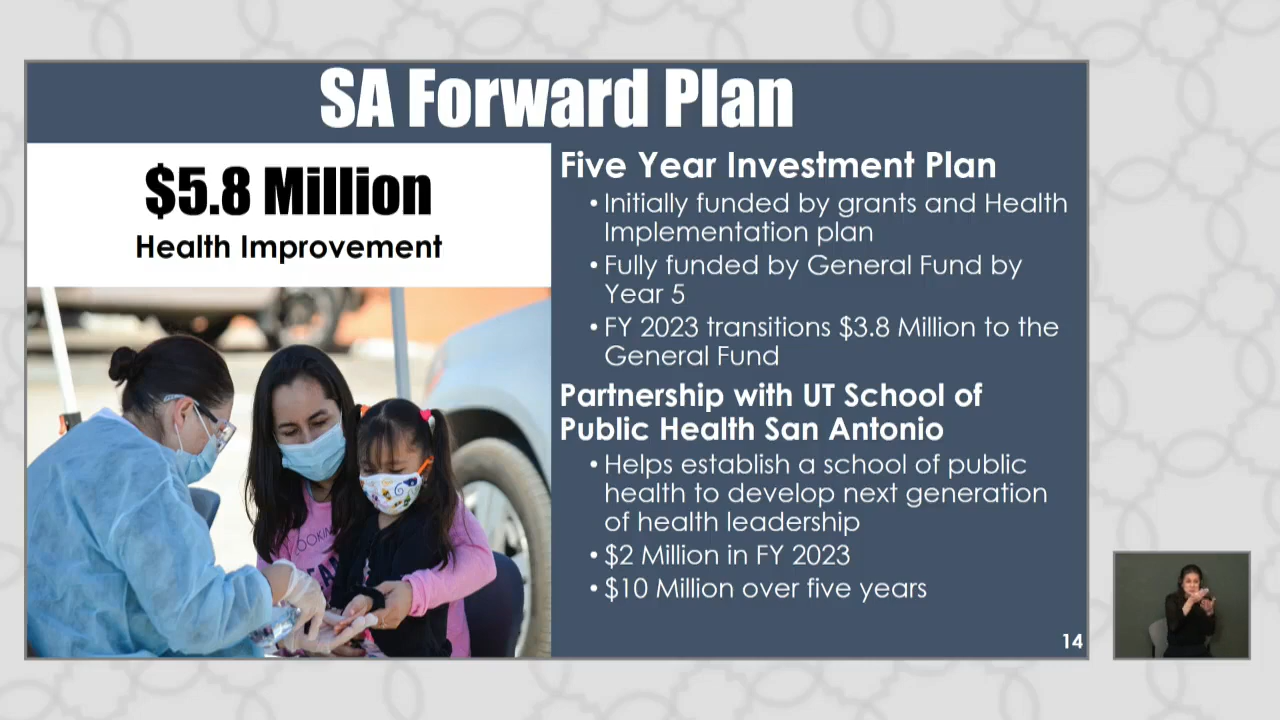 SA Forward Plan
$5.8 Million
Health Improvement
Five Year Investment Plan
• Initially funded by grants and Health
Implementation plan
• Fully funded by General Fund by
Year 5
• FY 2023 transitions $3.8 Million to the
General Fund
Partnership with UT School of
Public Health San Antonio
• Helps establish a school of public
health to develop next generation
of health leadership
• $2 Million in FY 2023
• $10 Million over five years
14